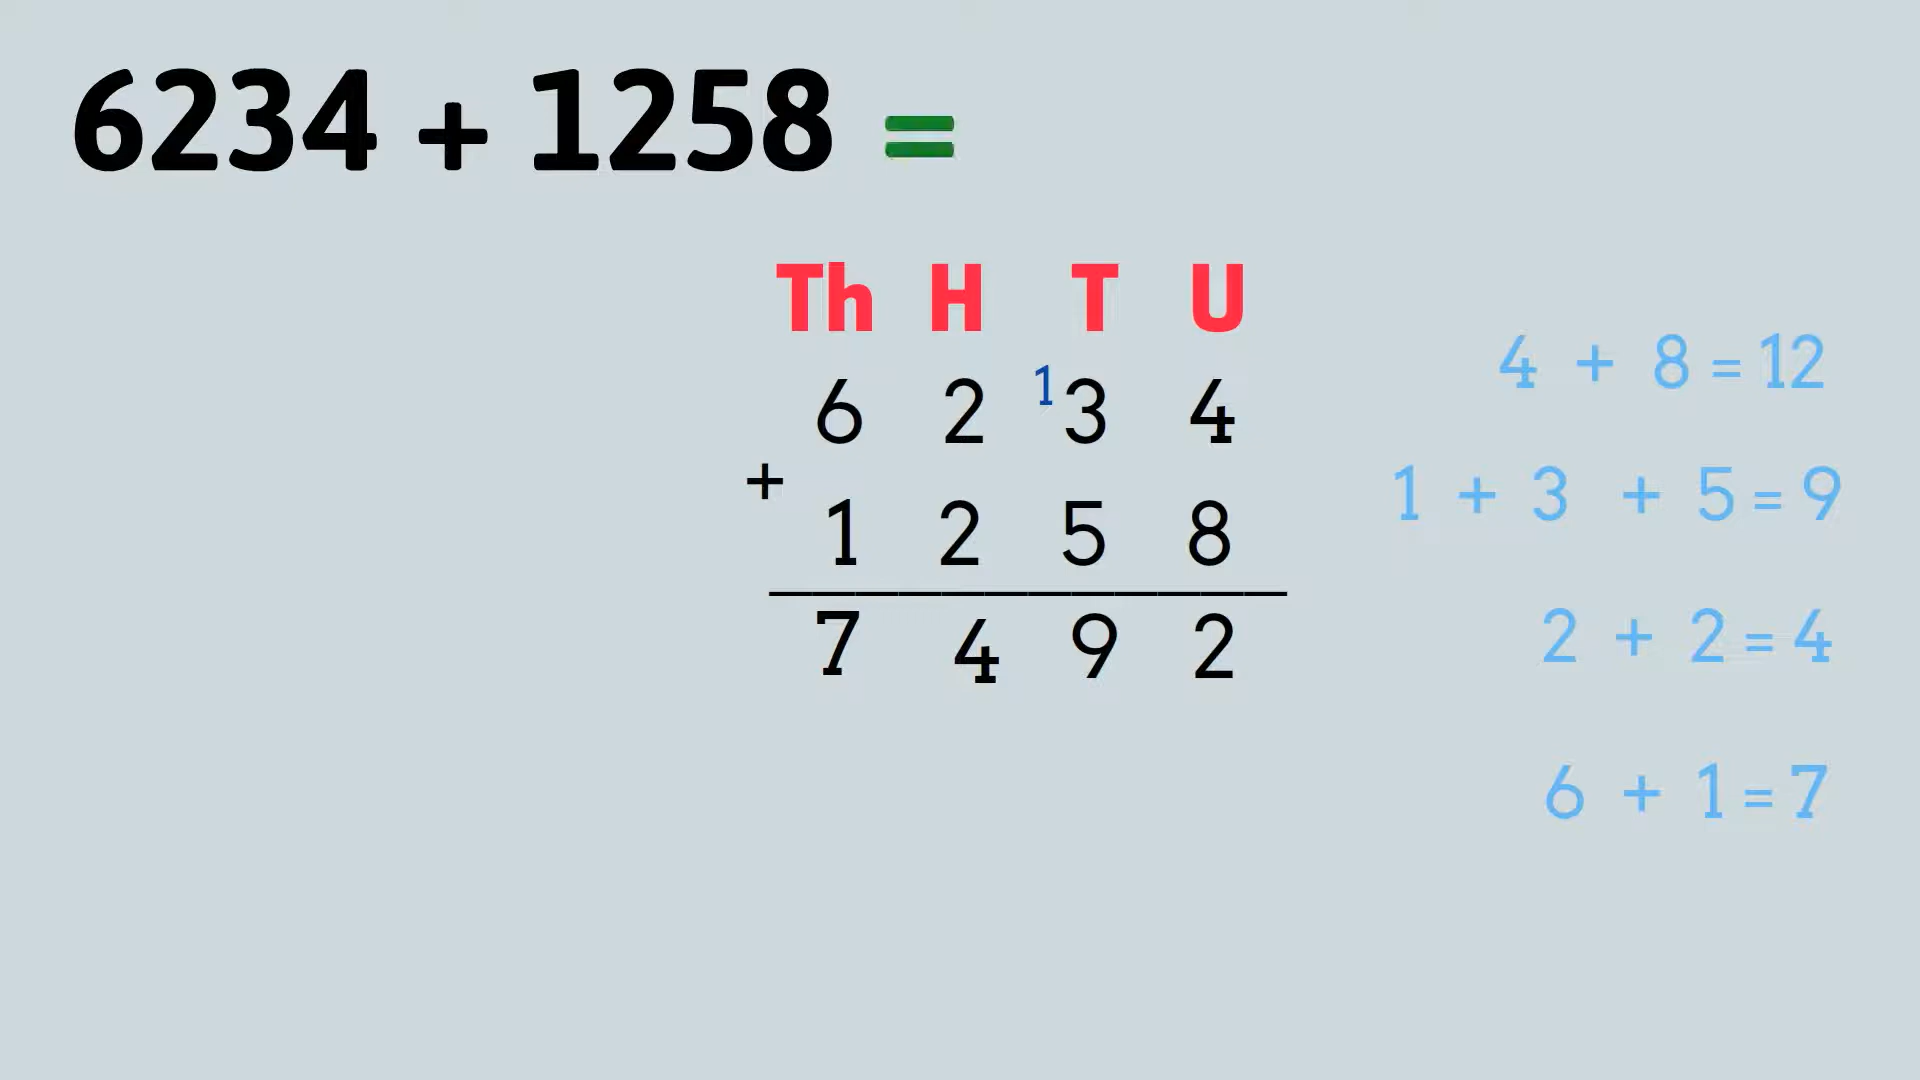 6234 + 1258 =
Th H T U
6 2 13 4
+
1 2 5 8
7 4 9 2
4 + 8 = 12
1 + 3 + 5 = 9
2 + 2 = 4
6 + 1 = 7